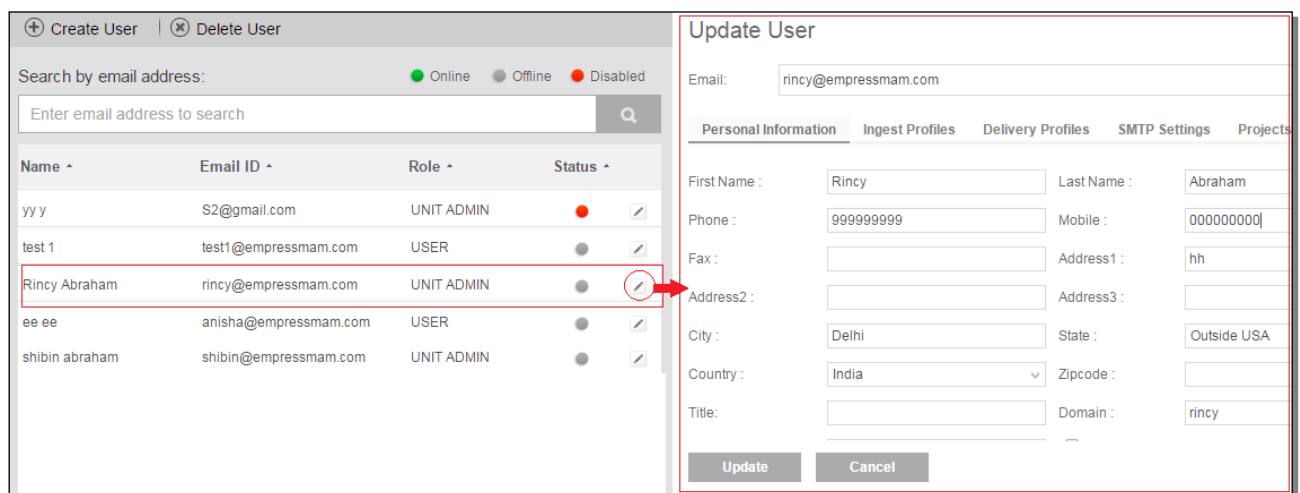 Create User
Delete User
Search by email address:
Online
Offline
Disabled
Enter email address to search
Name Email ID Role Status
yy y S2@gmail.com UNIT ADMIN
test 1 test1@empressmam.com USER
Rincy Abraham rincy@empressmam.com UNIT ADMIN
ee ee anisha@empressmam.com USER
shibin abraham shibin@empressmam.com UNIT ADMIN
Update User
Email: rincy@empressmam.com
Personal Information Ingest Profiles Delivery Profiles SMTP Settings Projects
First Name : Rincy Last Name : Abraham
Phone : 999999999 Mobile : 000000000
Fax : Address1 : hh
Address2 : Address3 :
City : Delhi State : Outside USA
Country : India Zipcode :
Title: Domain : rincy
Update Cancel